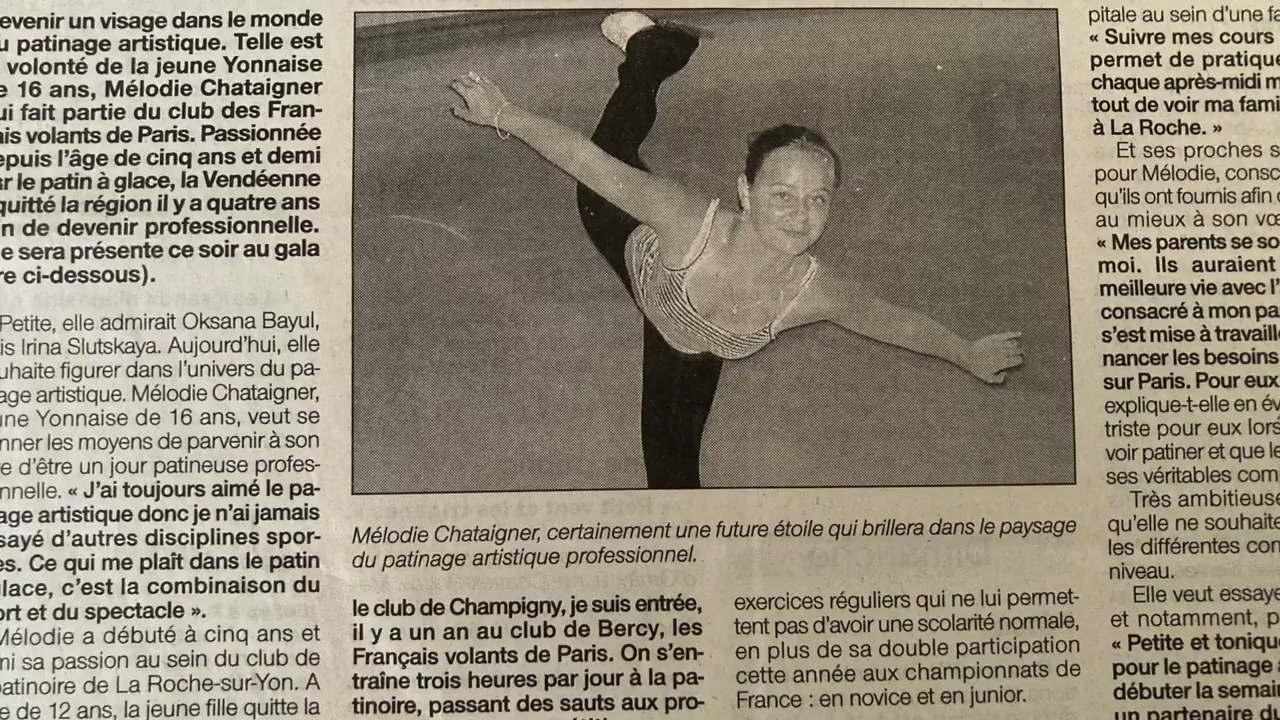 evenir un visage dans le monde
u patinage artistique. Telle est
volonté de la jeune Yonnaise
e 16 ans, Mélodie Chataigner
ui fait partie du club des Fran-
ais volants de Paris. Passionnée
epuis l'âge de cinq ans et demi
ar le patin à glace, la Vendéenne
quitté la région il y a quatre ans
n de devenir professionnelle.
e sera présente ce soir au gala
re ci-dessous).
Petite, elle admirait Oksana Bayul,
is Irina Slutskaya. Aujourd'hui, elle
uhaite figurer dans l'univers du pa-
age artistique. Mélodie Chataigner,
une Yonnaise de 16 ans, veut se
nner les moyens de parvenir à son
e d'être un jour patineuse profes-
nnelle. « J'ai toujours aimé le pa-
age artistique donc je n'ai jamais
sayé d'autres disciplines spor-
es. Ce qui me plaît dans le patin
glace, c'est la combinaison du
ort et du spectacle ».
Mélodie a débuté à cinq ans et
mi sa passion au sein du club de
patinoire de La Roche-sur-Yon. A
e de 12 ans, la jeune fille quitte la
Mélodie Chataigner, certainement une future étoile qui brillera dans le paysage
du patinage artistique professionnel.
le club de Champigny, je suis entrée,
il y a un an au club de Bercy, les
Français volants de Paris. On s'en-
traîne trois heures par jour à la pa-
tinoire, passant des sauts aux pro-
exercices réguliers qui ne lui permet-
tent pas d'avoir une scolarité normale,
en plus de sa double participation
cette année aux championnats de
France : en novice et en junior.
pitale au sein d'une fa
« Suivre mes cours
permet de pratique
chaque après-midi m
tout de voir ma fami
à La Roche. »
Et ses proches s
pour Mélodie, consc
qu'ils ont fournis afin
au mieux à son vœ
« Mes parents se so
moi. Ils auraient
meilleure vie avec l'
consacré à mon pa
s'est mise à travaille
nancer les besoins
sur Paris. Pour eux
explique-t-elle en év
triste pour eux lors
voir patiner et que le
ses véritables com
Très ambitieuse
qu'elle ne souhaite
les différentes con
niveau.
Elle veut essaye
et notamment, p
« Petite et tonique
pour le patinage
débuter la semain
un partenaire du